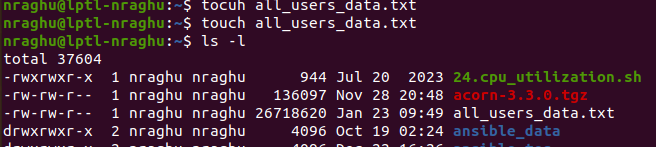 nraghu@lptl-nraghu:~$ tocuh all_users_data.txt
nraghu@lptl-nraghu:~$ touch all_users_data.txt
nraghu@lptl-nraghu:~$ ls -l
total 37604
-rwxrwxr-x 1 nraghu nraghu 944 Jul 20 2023 24.cpu_utilization.sh
-rw-rw-r-- 1 nraghu nraghu 136097 Nov 28 20:48 acorn-3.3.0.tgz
-rw-rw-r-- 1 nraghu nraghu 26718620 Jan 23 09:49 all_users_data.txt
drwxrwxr-x 2 nraghu nraghu 4096 Oct 19 02:24 ansible_data